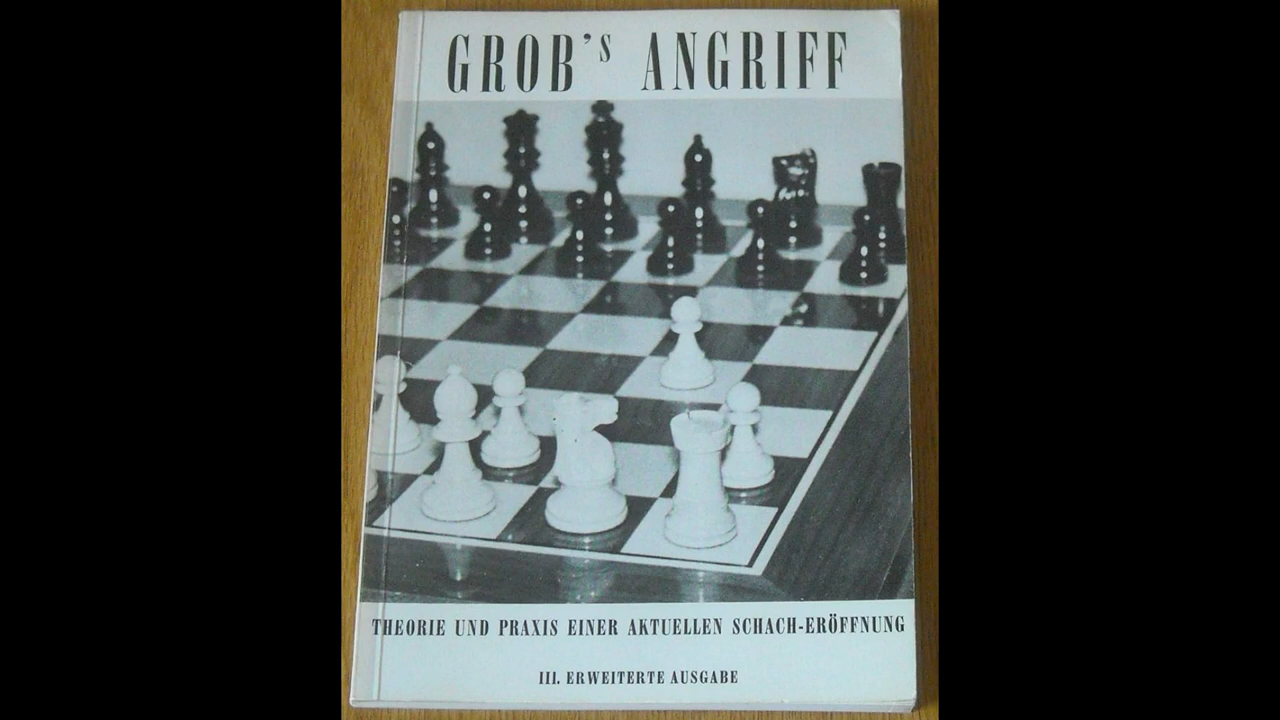 GROB'S ANGRIFF
THEORIE UND PRAXIS EINER AKTUELLEN SCHACH-ERÖFFNUNG
III. ERWEITERTE AUSGABE